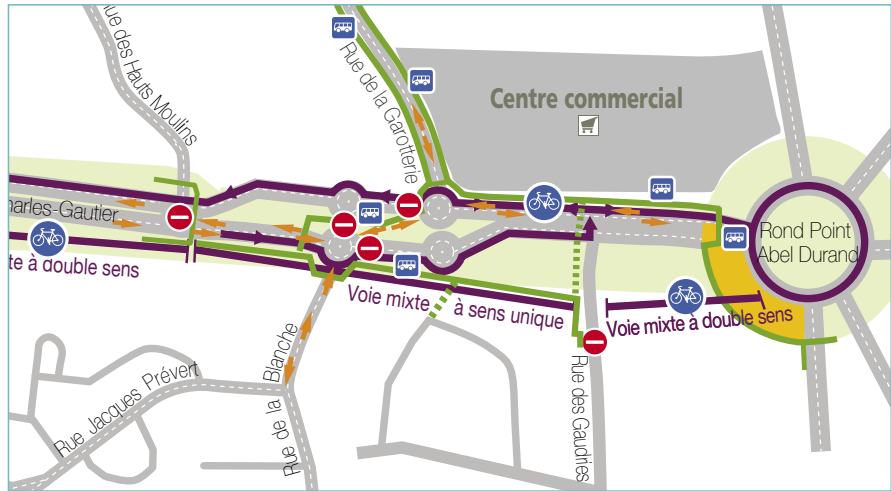 Rue des Hauts Moulins
Rue de la Garotterie
Centre commercial
harles-Gautier
te à double sens
Rond Point
Abel Durand
Voie mixte à sens unique
Voie mixte à double sens
Rue de la Blanche
Rue Jacques Prévert
Rue des Gaudries